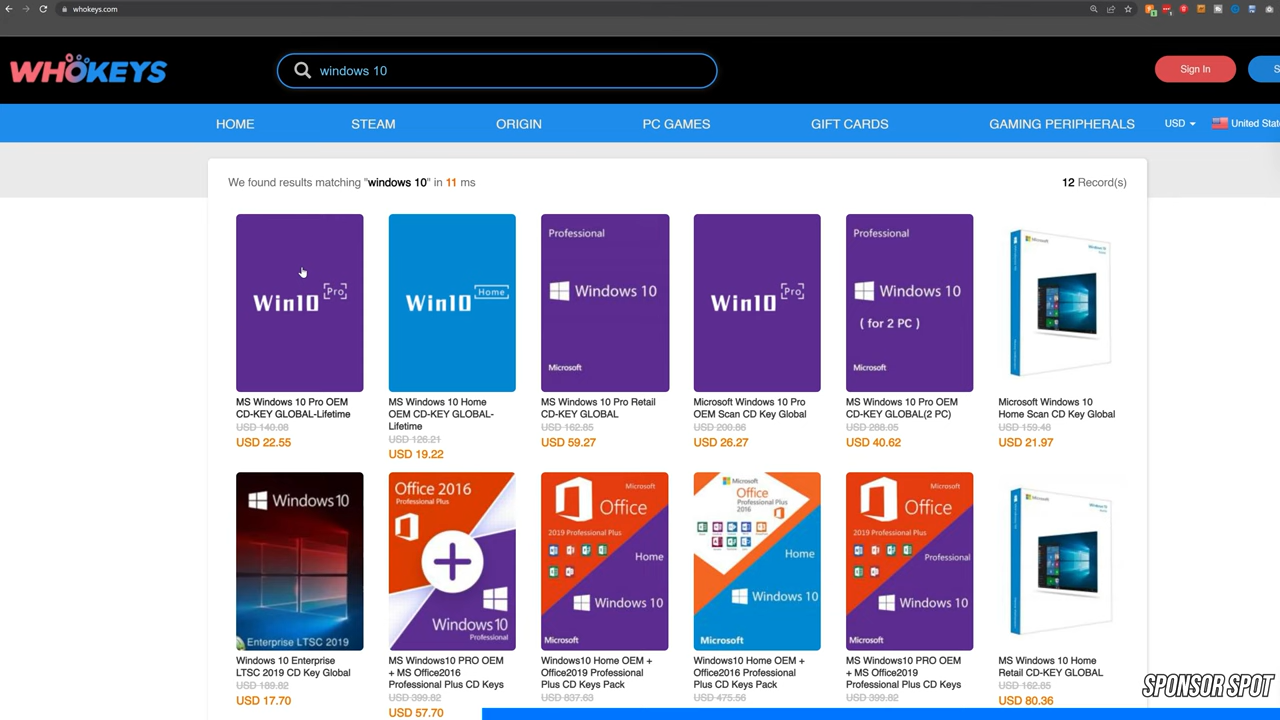 whokeys.com
WHOKEYS
windows 10
Sign In
S
HOME
STEAM
ORIGIN
PC GAMES
GIFT CARDS
GAMING PERIPHERALS
USD
United Stat
We found results matching "windows 10" in 11 ms
12 Record(s)
Win10 Pro
MS Windows 10 Pro OEM
CD-KEY GLOBAL-Lifetime
USD 140.08
USD 22.55
Win10 Home
MS Windows 10 Home
OEM CD-KEY GLOBAL-
Lifetime
USD 126.21
USD 19.22
Professional
Windows 10
Microsoft
MS Windows 10 Pro Retail
CD-KEY GLOBAL
USD 162.85
USD 59.27
Win10 Pro
Microsoft Windows 10 Pro
OEM Scan CD Key Global
USD 200.86
USD 26.27
Professional
Windows 10
( for 2 PC )
Microsoft
MS Windows 10 Pro OEM
CD-KEY GLOBAL(2 PC)
USD 288.05
USD 40.62
Microsoft
Microsoft Windows 10
Home Scan CD Key Global
USD 159.48
USD 21.97
Windows 10
Enterprise LTSC 2019
Windows 10 Enterprise
LTSC 2019 CD Key Global
USD 189.82
USD 17.70
Office 2016
Professional Plus
Windows 10
Professional
MS Windows10 PRO OEM
+ MS Office2016
Professional Plus CD Keys
USD 399.82
USD 57.70
Microsoft
Office
2019 Professional Plus
Home
Windows 10
Microsoft
Windows10 Home OEM +
Office2019 Professional
Plus CD Keys Pack
USD 837.63
Microsoft
Office
Professional Plus
2016
Home
Windows 10
Microsoft
Windows10 Home OEM +
Office2016 Professional
Plus CD Keys Pack
USD 475.56
Microsoft
Office
2019 Professional Plus
Professional
Windows 10
Microsoft
MS Windows10 PRO OEM
+ MS Office2019
Professional Plus CD Keys
USD 399.82
Microsoft
MS Windows 10 Home
Retail CD-KEY GLOBAL
USD 162.85
USD 80.36
SPONSOR SPOT